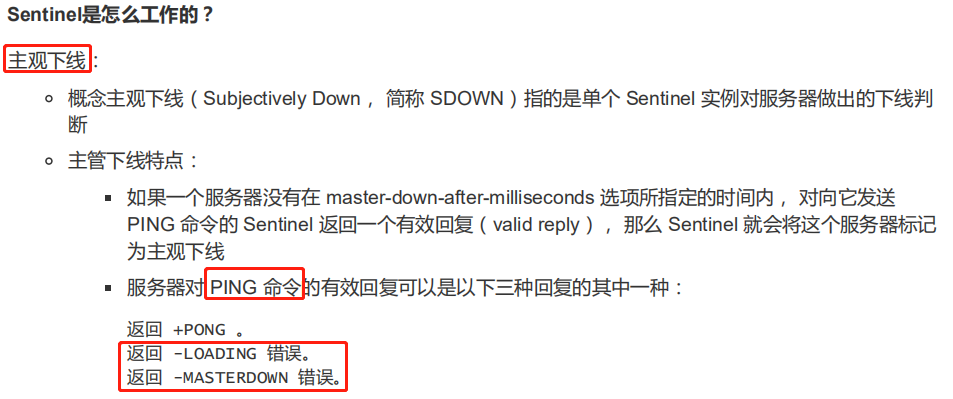 Sentinel是怎么工作的？
主观下线：
概念主观下线（Subjectively Down， 简称 SDOWN）指的是单个 Sentinel 实例对服务器做出的下线判
断
主管下线特点：
如果一个服务器没有在 master-down-after-milliseconds 选项所指定的时间内， 对向它发送
PING 命令的 Sentinel 返回一个有效回复（valid reply）， 那么 Sentinel 就会将这个服务器标记
为主观下线
服务器对 PING 命令的有效回复可以是以下三种回复的其中一种：
返回 +PONG 。
返回 -LOADING 错误。
返回 -MASTERDOWN 错误。